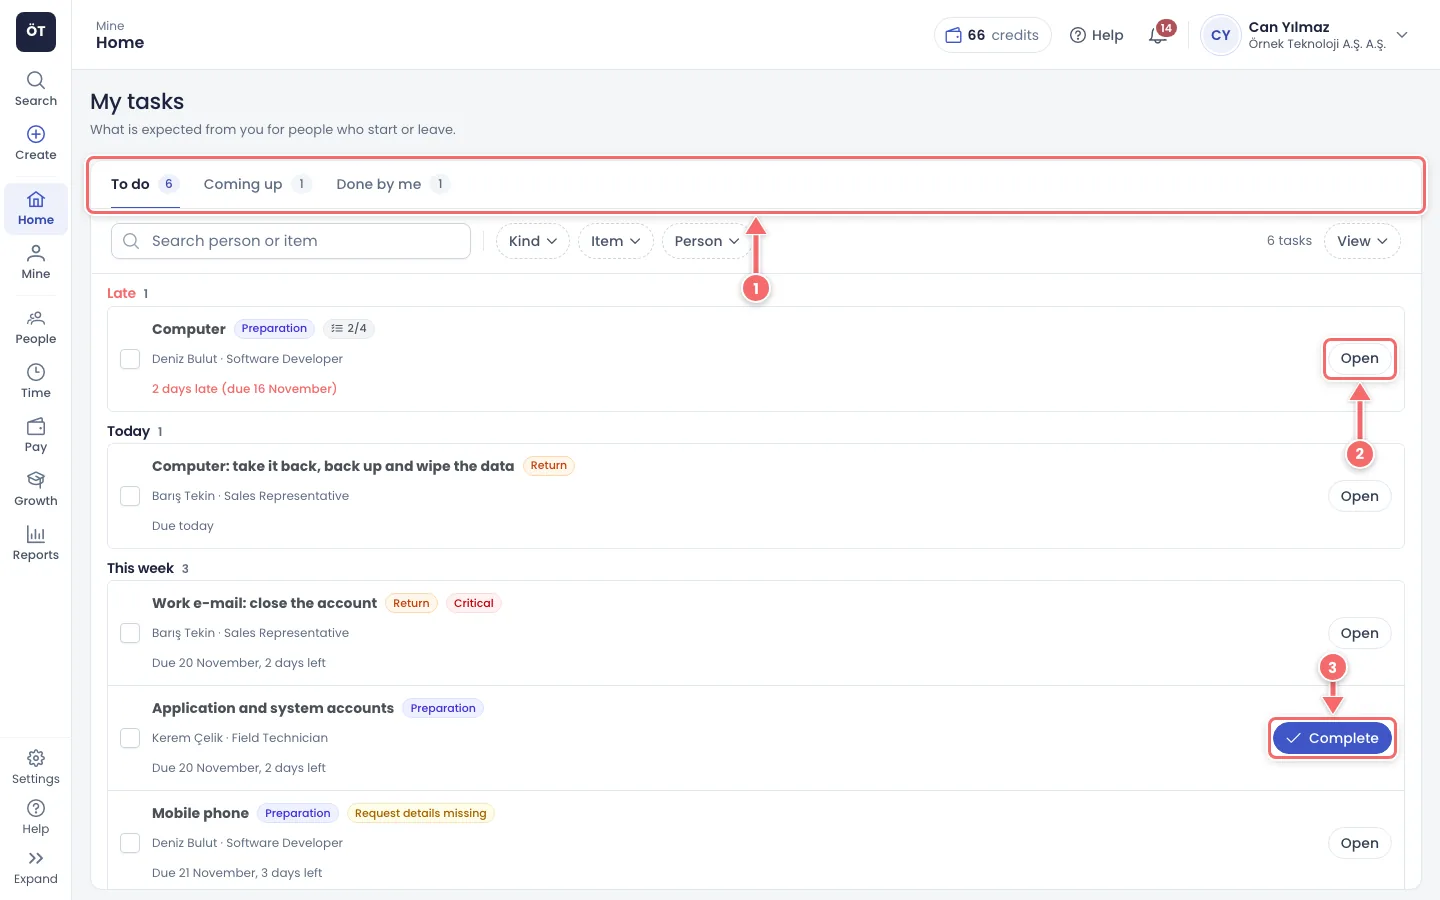 ÖT
Search
Create
Home
Mine
People
Time
Pay
Growth
Reports
Settings
Help
Expand
Mine
Home
66 credits
Help
14
CY
Can Yılmaz
Örnek Teknoloji A.Ş. A.Ş.
My tasks
What is expected from you for people who start or leave.
To do 6
Coming up 1
Done by me 1
Search person or item
Kind
Item
Person
6 tasks
View
1
Late 1
Computer Preparation 2/4
Deniz Bulut · Software Developer
2 days late (due 16 November)
Open
2
Today 1
Computer: take it back, back up and wipe the data Return
Barış Tekin · Sales Representative
Due today
Open
This week 3
Work e-mail: close the account Return Critical
Barış Tekin · Sales Representative
Due 20 November, 2 days left
Open
3
Application and system accounts Preparation
Kerem Çelik · Field Technician
Due 20 November, 2 days left
Complete
Mobile phone Preparation Request details missing
Deniz Bulut · Software Developer
Due 21 November, 3 days left
Open